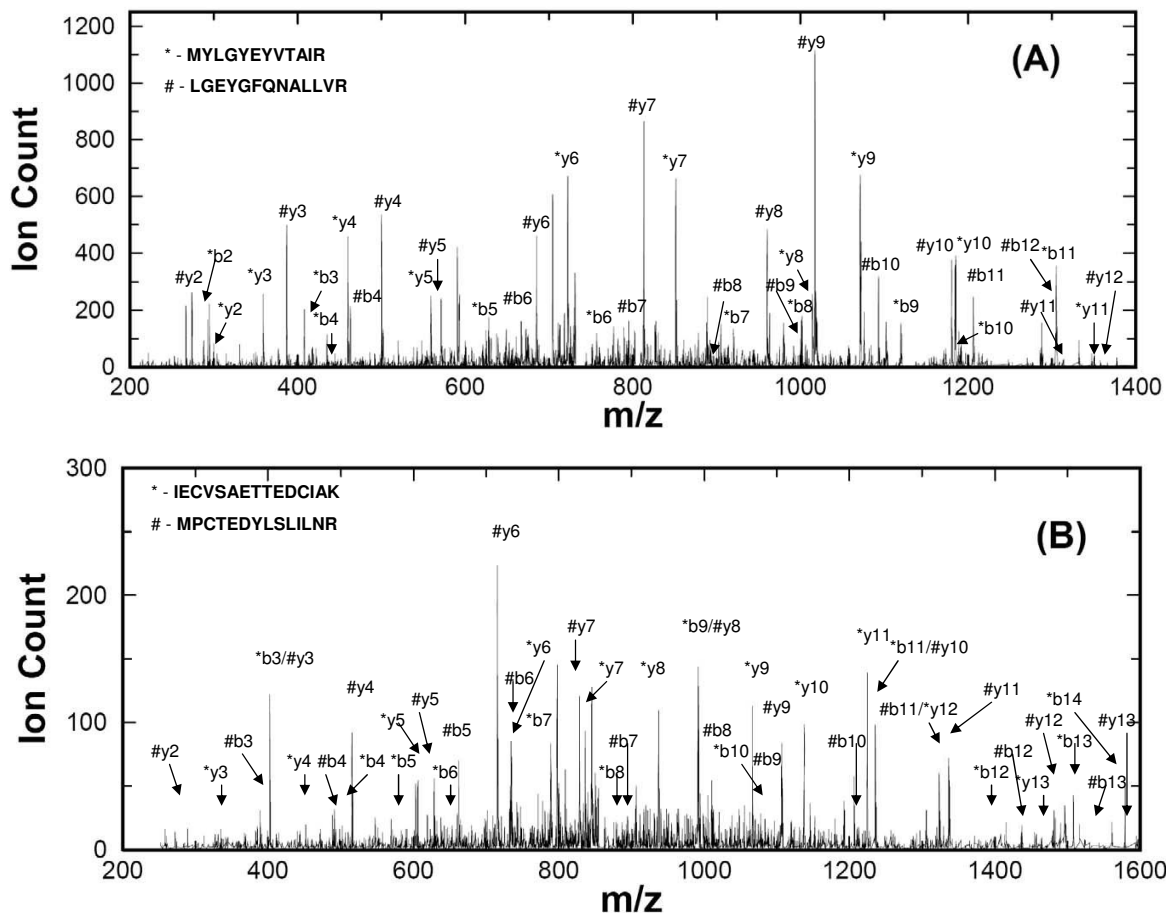 1250
1000
800
600
400
200
0
Ion Count
* - MYLGYEYVTAIR
# - LGEYGFQNALLVR
(A)
#y9
#y7
*y6 *y7 *y9
#y3 *y4 #y4 #y6 #y8
#y2 *b2 *y3 *b3 #b4 *y5 #y5 *y8 #y10 *y10 #b12 *b11
*y2 *b4 *b5 #b6 *b6 #b7 #b8 *b7 #b9 *b8 #b10 *b9 #b11 *b10 #y11 *y11 #y12
200 400 600 800 1000 1200 1400
m/z
300
200
100
0
Ion Count
* - IECVSAETTEDCIAK
# - MPCTEDYLSLILNR
(B)
#y6
*b3/#y3 #y4 *y6 #y7 *y7 *y8 *b9/#y8 *y9 *y11 *b11/#y10
#y2 *y3 #b3 *y4 #b4 *b4 *y5 *b5 #y5 #b5 *b6 #b6 *b7 *b8 #b7 #b8 *b10 #b9 #y9 *y10 #b10 #b11/*y12 #y11 *b12 #b12 *y13 #y12 *b13 *b14 #b13 #y13
200 400 600 800 1000 1200 1400 1600
m/z